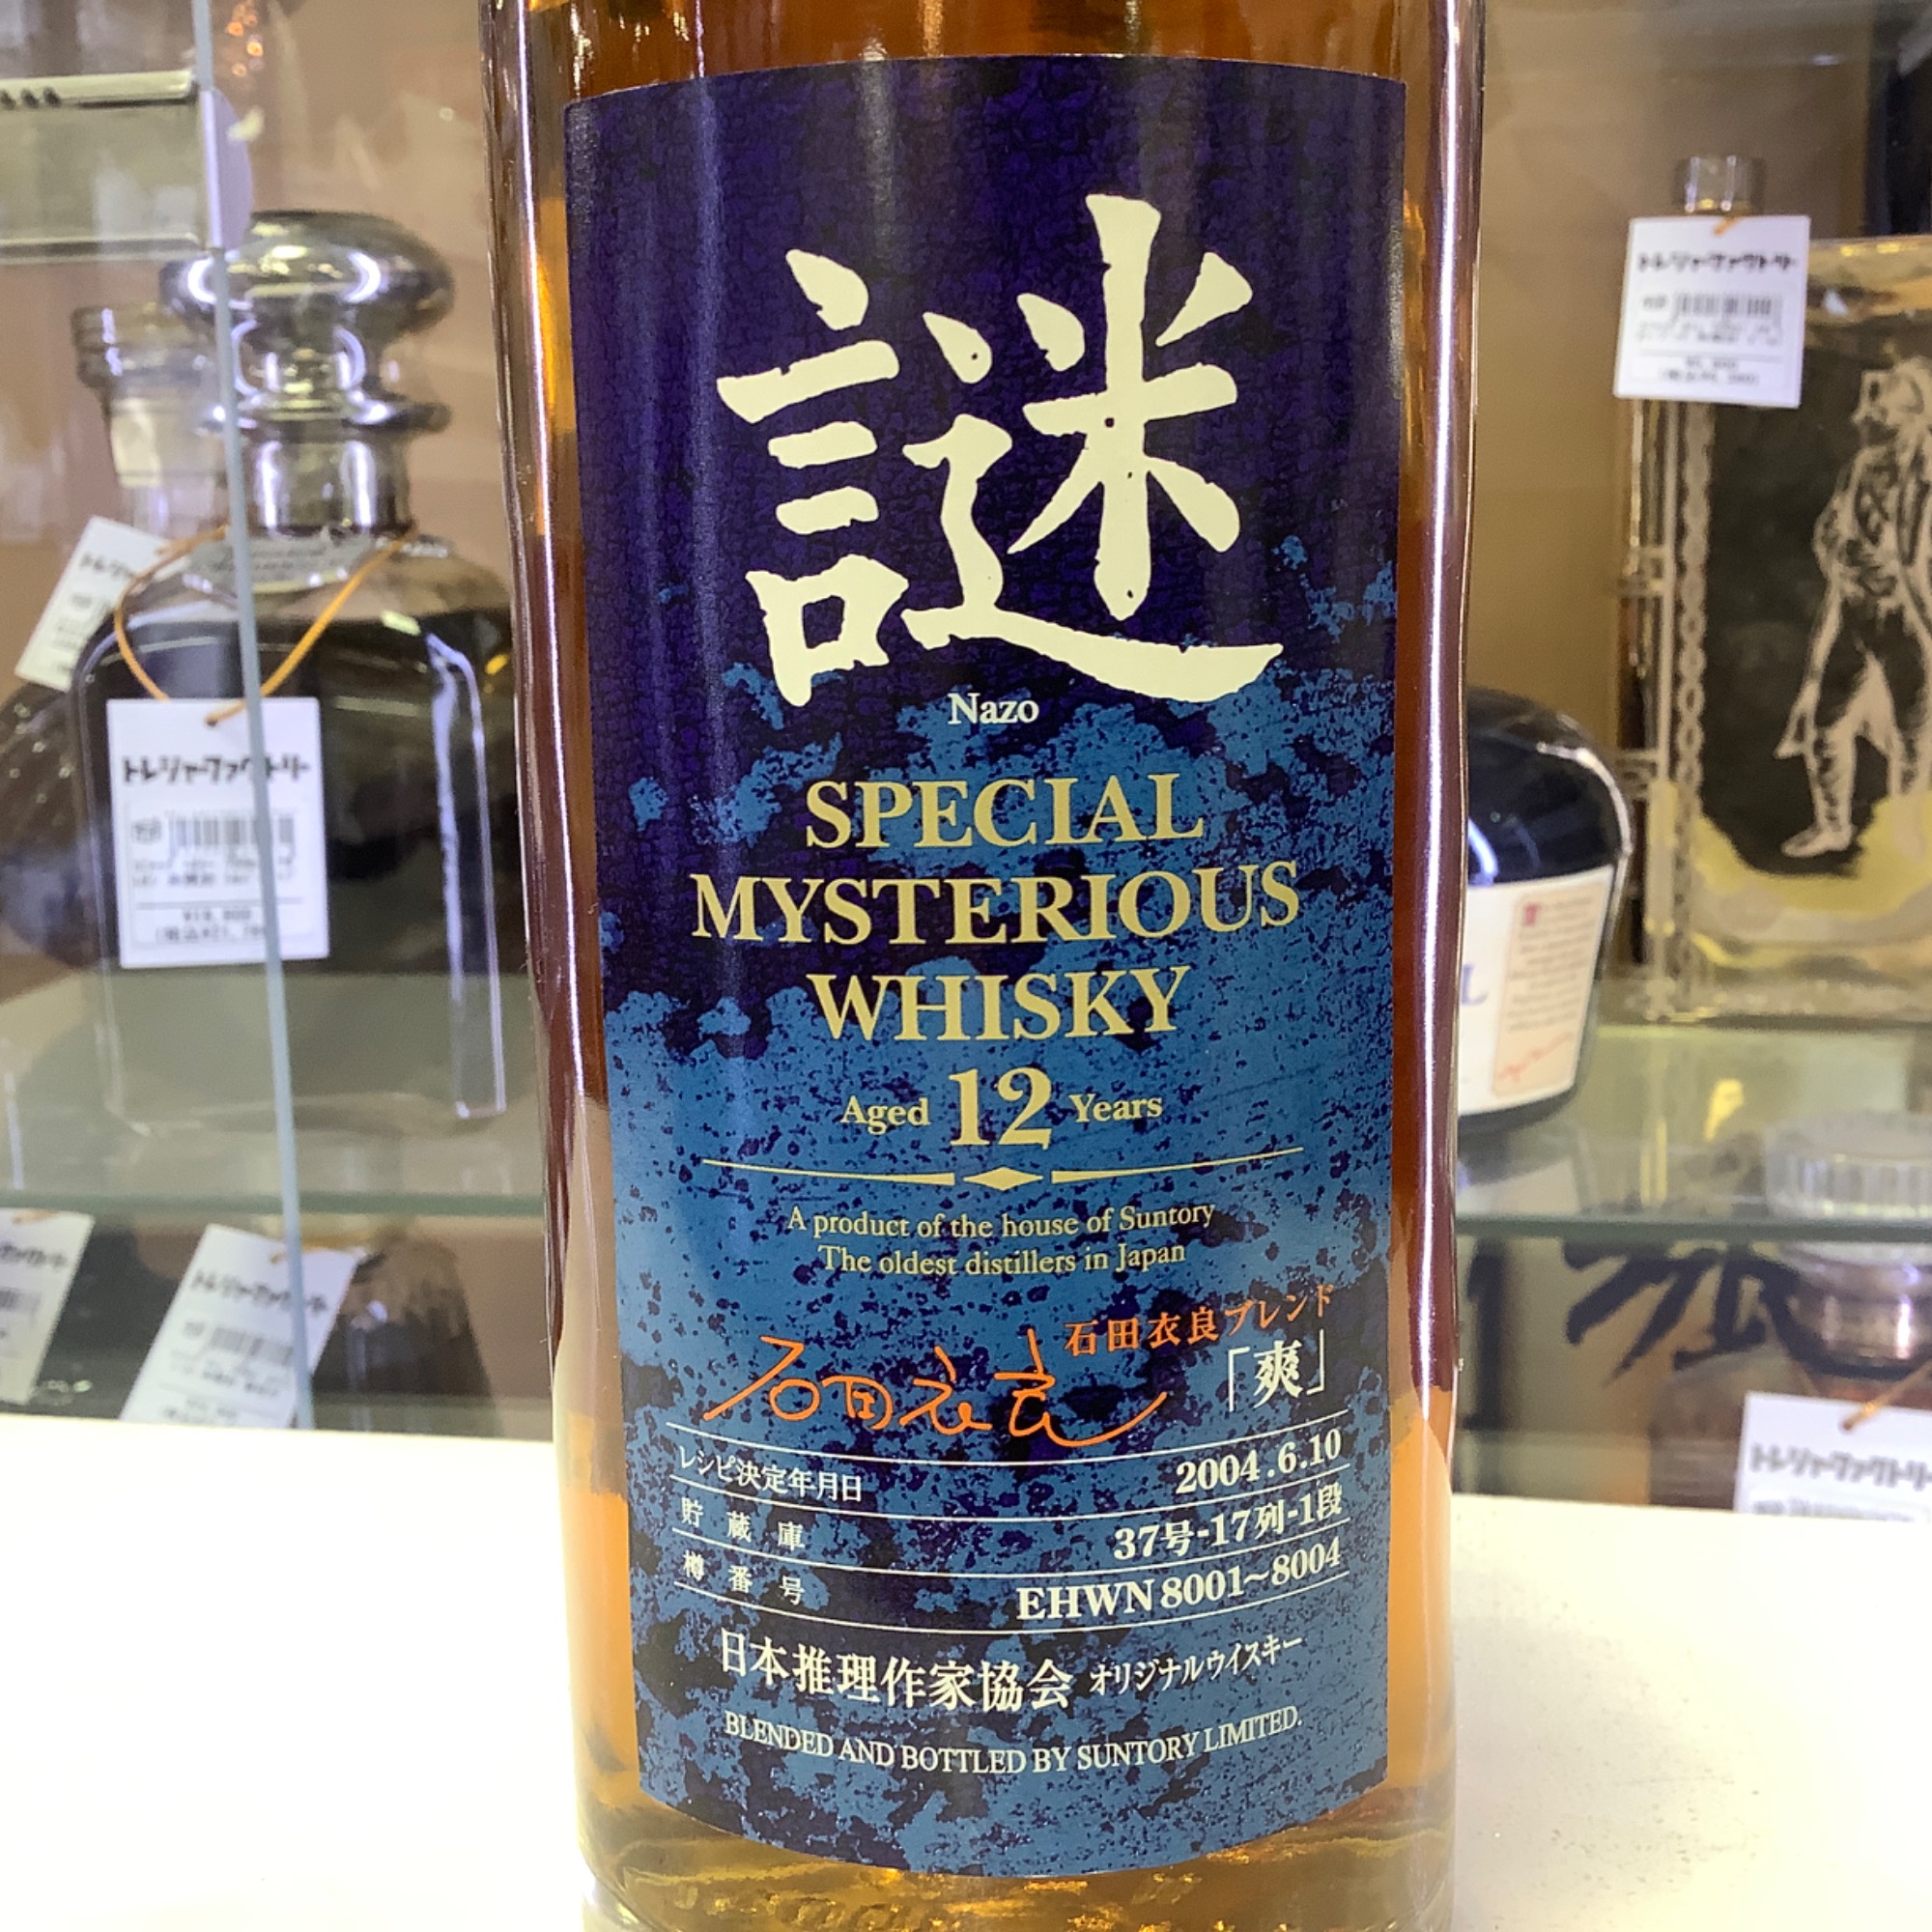 謎
Nazo
SPECIAL
MYSTERIOUS
WHISKY
Aged 12 Years
A product of the house of Suntory
The oldest distillers in Japan
石田衣良ブレンド
石田衣良
「爽」
レシピ決定年月日 2004.6.10
貯蔵庫 37号-17列-1段
樽番号 EHWN8001~8004
日本推理作家協会 オリジナルウイスキー
BLENDED AND BOTTLED BY SUNTORY LIMITED.
トレジャーファクトリー
トレジャーファクトリー
トレジャーファクトリー
トレジャーファクトリー